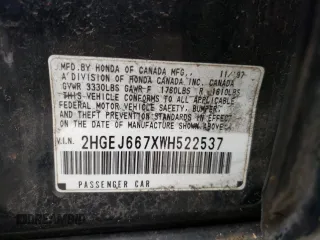 MFD.BY HONDA OF CANADA MFG., 11/97
A DIVISION OF HONDA CANADA INC. CANADA
GVWR 3330LBS GAWR F 1760LBS R 1610LBS
THIS VEHICLE CONFORMS TO ALL APPLICABLE
FEDERAL MOTOR VEHICLE SAFETY, BUMPER,
AND THEFT PREVENTION STANDARDS IN EFFECT
ON THE DATE OF MANUFACTURE SHOWN ABOVE.
V.I.N. 2HGEJ667XWH522537
PASSENGER CAR